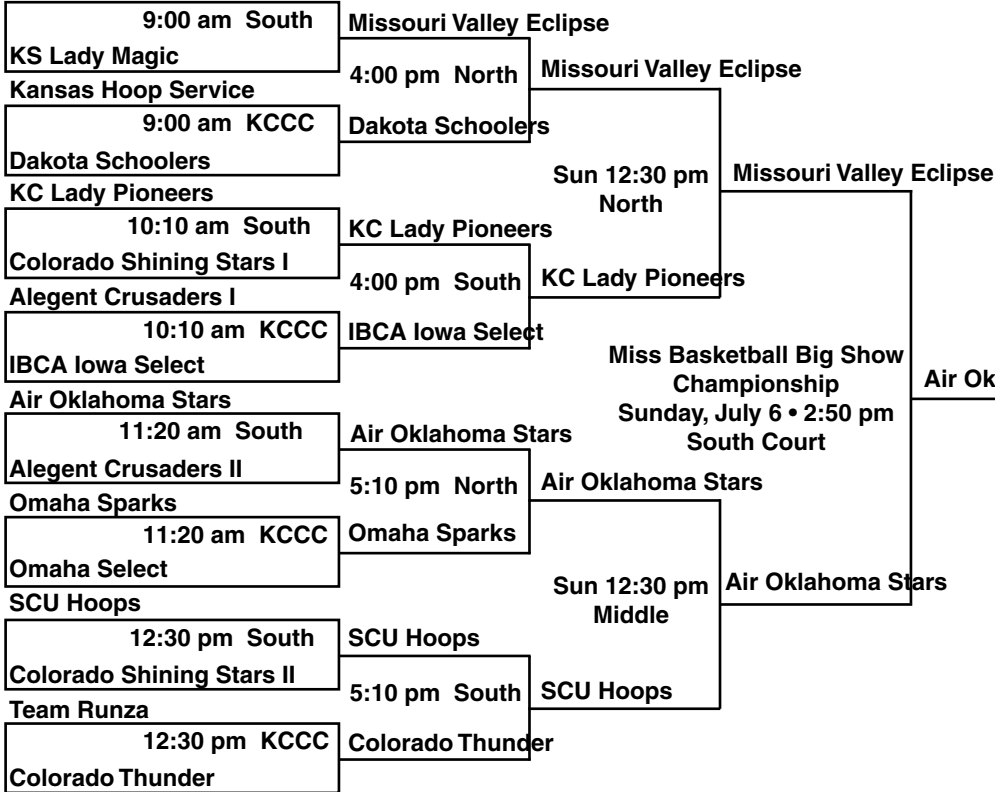 9:00 am South
KS Lady Magic
Kansas Hoop Service
9:00 am KCCC
Dakota Schoolers
KC Lady Pioneers
10:10 am South
Colorado Shining Stars I
Alegent Crusaders I
10:10 am KCCC
IBCA Iowa Select
Air Oklahoma Stars
11:20 am South
Alegent Crusaders II
Omaha Sparks
11:20 am KCCC
Omaha Select
SCU Hoops
12:30 pm South
Colorado Shining Stars II
Team Runza
12:30 pm KCCC
Colorado Thunder
Missouri Valley Eclipse
4:00 pm North
Dakota Schoolers
KC Lady Pioneers
4:00 pm South
IBCA Iowa Select
Air Oklahoma Stars
5:10 pm North
Omaha Sparks
SCU Hoops
5:10 pm South
Colorado Thunder
Missouri Valley Eclipse
Sun 12:30 pm
North
KC Lady Pioneers
Air Oklahoma Stars
Sun 12:30 pm
Middle
SCU Hoops
Missouri Valley Eclipse
Miss Basketball Big Show
Championship
Sunday, July 6 • 2:50 pm
South Court
Air Oklahoma Stars
Air Ok